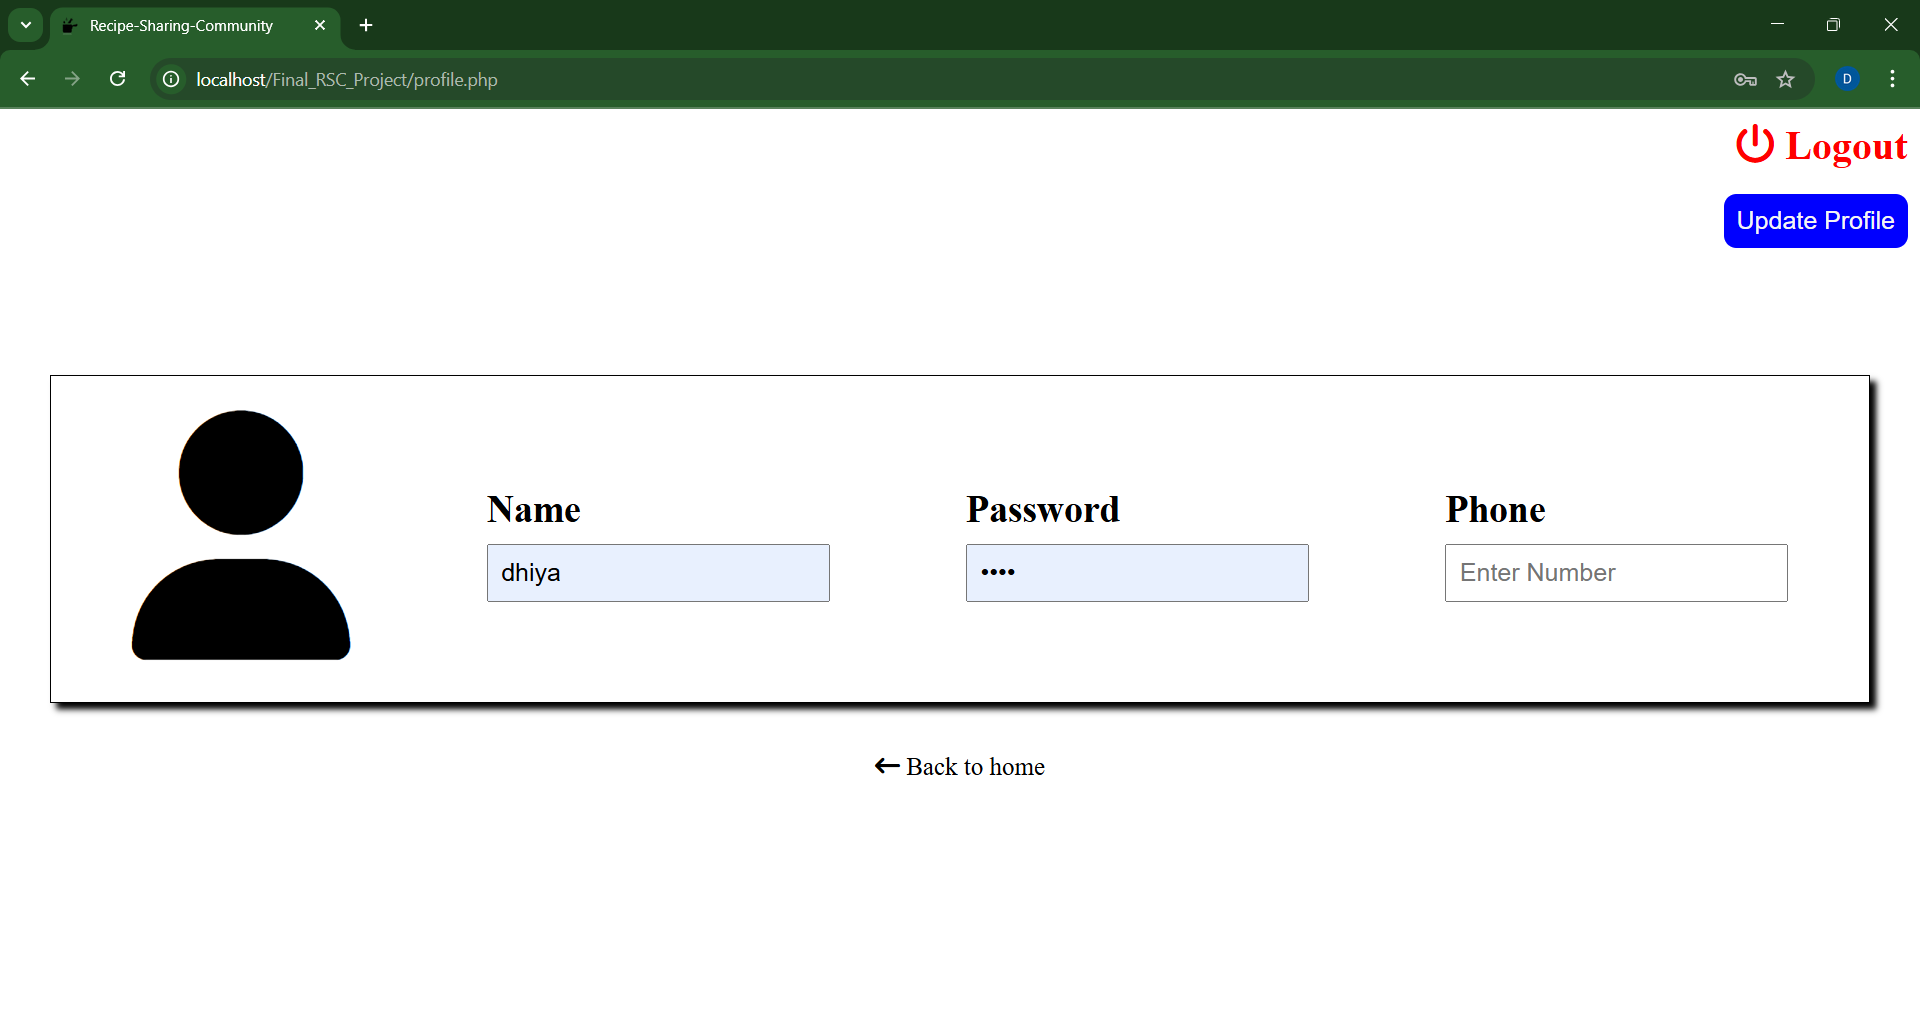 Recipe-Sharing-Community
localhost/Final_RSC_Project/profile.php
D
Logout
Update Profile
Name
Password
Phone
dhiya
••••
Enter Number
Back to home